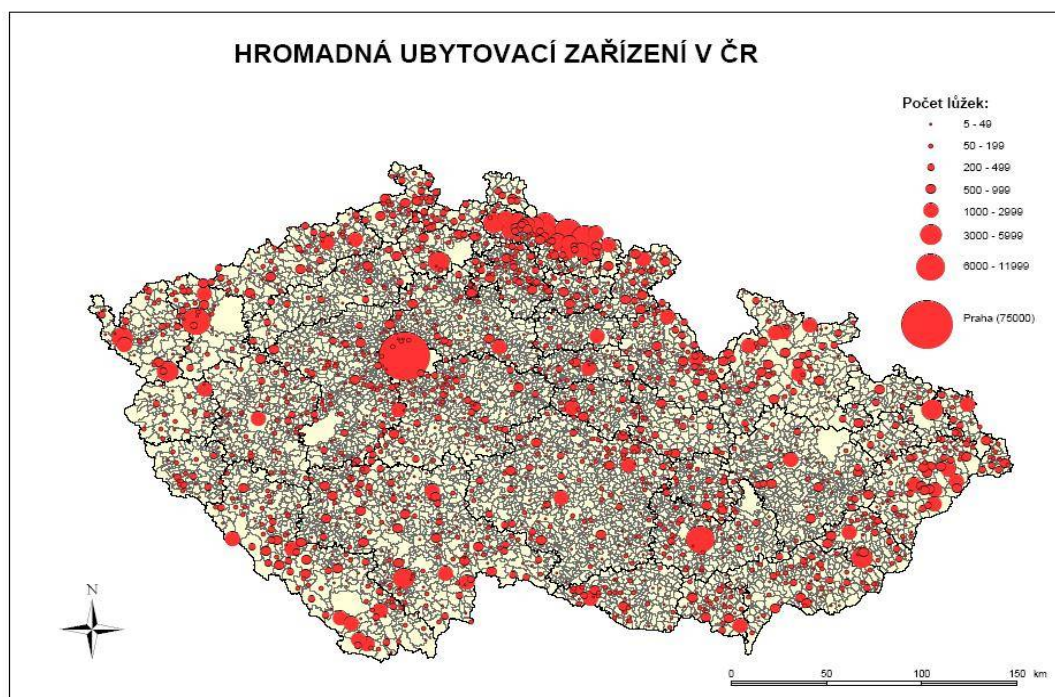 HROMADNÁ UBYTOVACÍ ZAŘÍZENÍ V ČR
Počet lůžek:
5 - 49
50 - 199
200 - 499
500 - 999
1000 - 2999
3000 - 5999
6000 - 11999
Praha (75000)
N
0 50 100 150 km